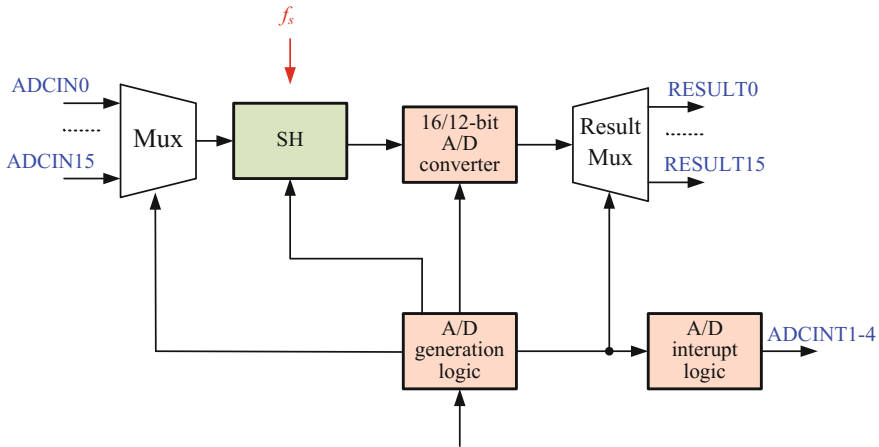 f_s
ADCIN0
ADCIN15
Mux
SH
16/12-bit
A/D
converter
Result
Mux
RESULT0
RESULT15
A/D
generation
logic
A/D
interupt
logic
ADCINT1-4